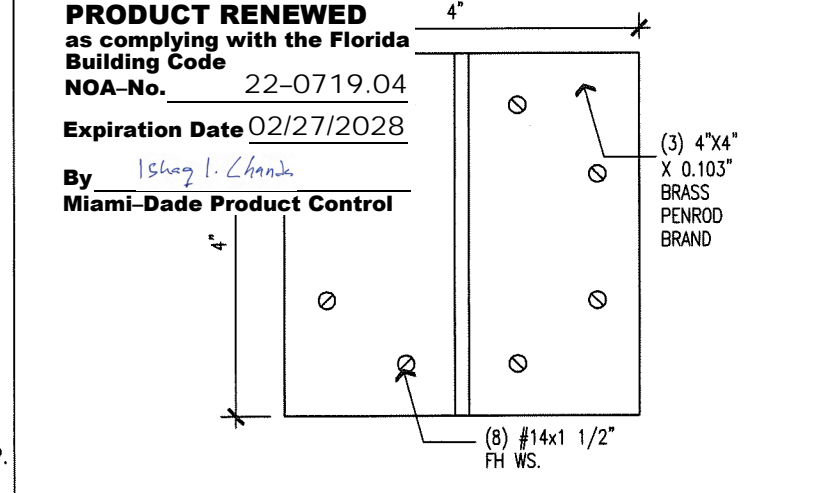 PRODUCT RENEWED
as complying with the Florida
Building Code
NOA–No. 22–0719.04
Expiration Date 02/27/2028
By Ishaq I. Chanda
Miami–Dade Product Control
4"
(3) 4"X4"
X 0.103"
BRASS
PENROD
BRAND
4"
(8) #14x1 1/2"
FH WS.